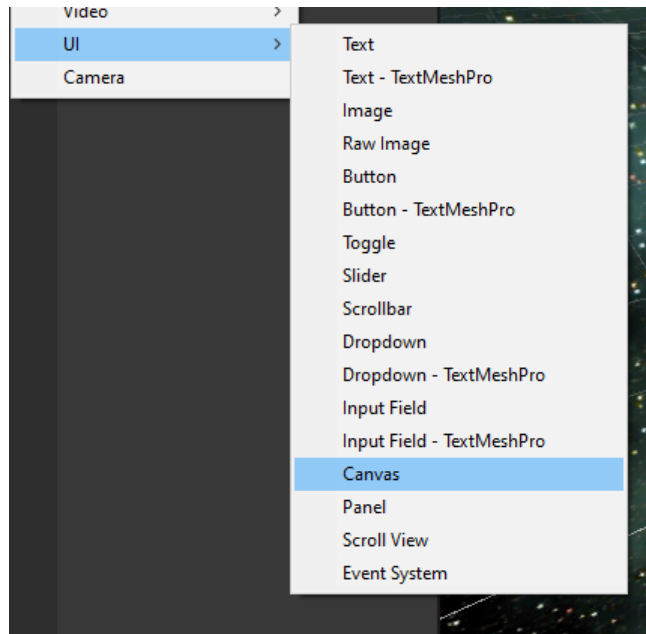 Video
UI
Camera
Text
Text - TextMeshPro
Image
Raw Image
Button
Button - TextMeshPro
Toggle
Slider
Scrollbar
Dropdown
Dropdown - TextMeshPro
Input Field
Input Field - TextMeshPro
Canvas
Panel
Scroll View
Event System